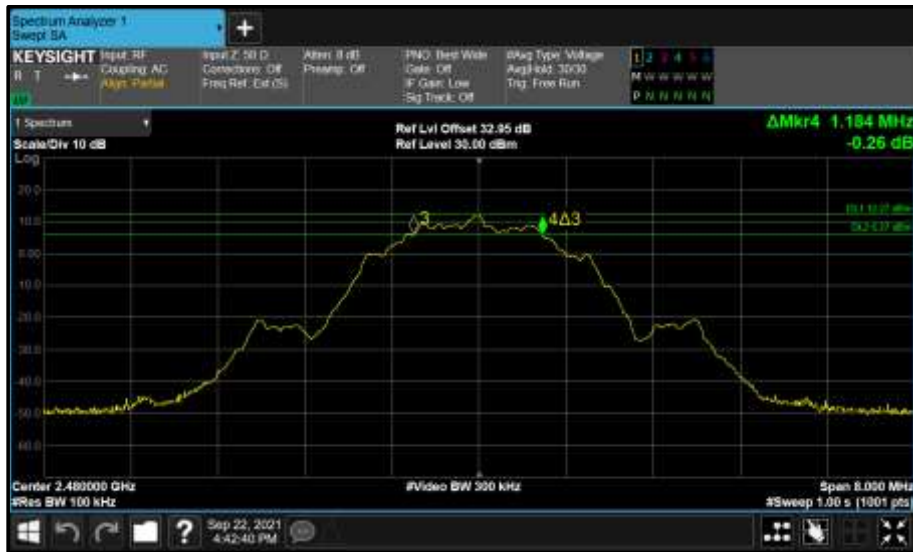 Spectrum Analyzer 1
Swept SA
+
KEYSIGHT
R T
Input: RF
Coupling: AC
Align: Partial
Input Z: 50 Ω
Corrections: Off
Freq Ref: Ext (S)
Atten: 8 dB
Preamp: Off
PNO: Best Wide
Gate: Off
IF Gain: Low
Sig Track: Off
#Avg Type: Voltage
Avg|Hold: 30/30
Trig: Free Run
1 2 3 4 5 6
M W W W W W
P N N N N N
1 Spectrum
Scale/Div 10 dB
Ref Lvl Offset 32.95 dB
Ref Level 30.00 dBm
ΔMkr4 1.184 MHz
-0.26 dB
Log
20.0
10.0
0.00
-10.0
-20.0
-30.0
-40.0
-50.0
-60.0
3
4Δ3
Center 2.480000 GHz
#Res BW 100 kHz
#Video BW 300 kHz
Span 8.000 MHz
#Sweep 1.00 s (1001 pts)
?
Sep 22, 2021
4:42:40 PM